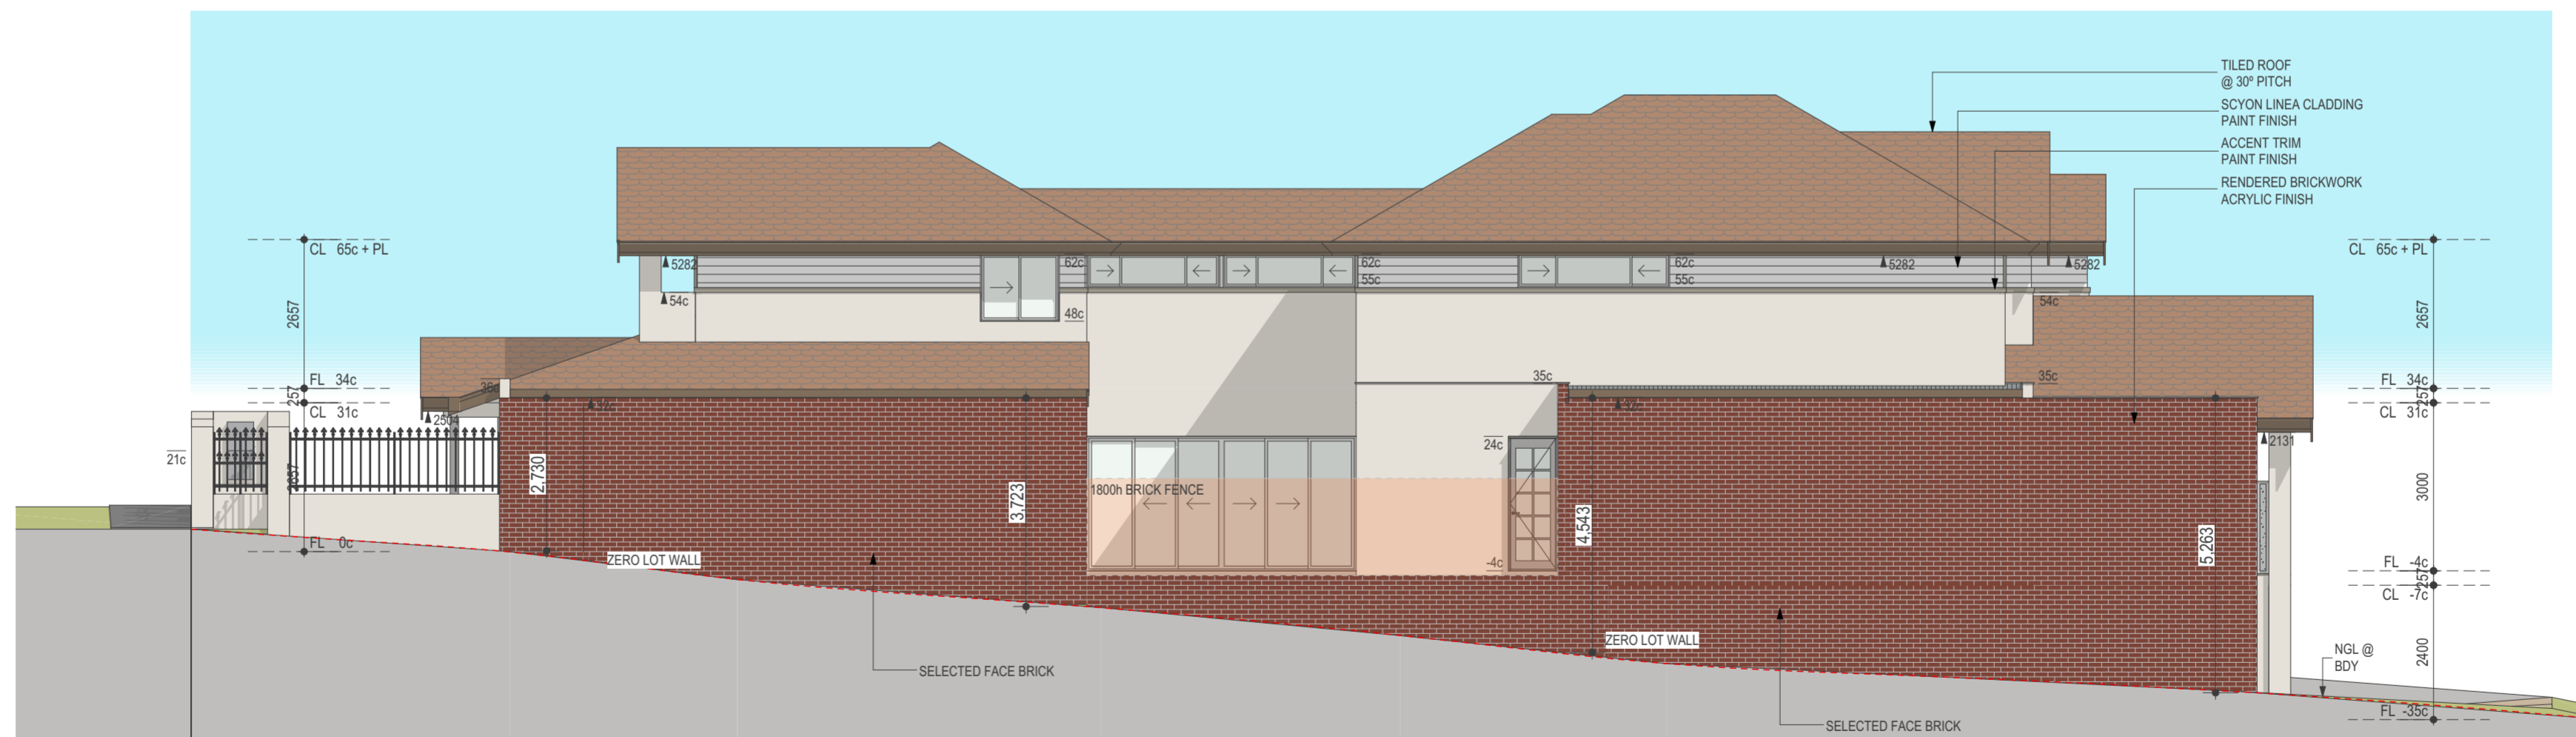 TILED ROOF
@ 30º PITCH
SCYON LINEA CLADDING
PAINT FINISH
ACCENT TRIM
PAINT FINISH
RENDERED BRICKWORK
ACRYLIC FINISH
CL 65c + PL
CL 65c + PL
5282
62c
62c
62c
5282
5282
55c
55c
54c
54c
48c
2657
2657
FL 34c
FL 34c
36c
35c
35c
257
257
CL 31c
CL 31c
32c
32c
2504
2131
21c
24c
2657
2,730
3,723
1800h BRICK FENCE
4,543
5,263
3000
FL 0c
ZERO LOT WALL
-4c
FL -4c
257
CL -7c
ZERO LOT WALL
NGL @
BDY
2400
SELECTED FACE BRICK
FL -35c
SELECTED FACE BRICK